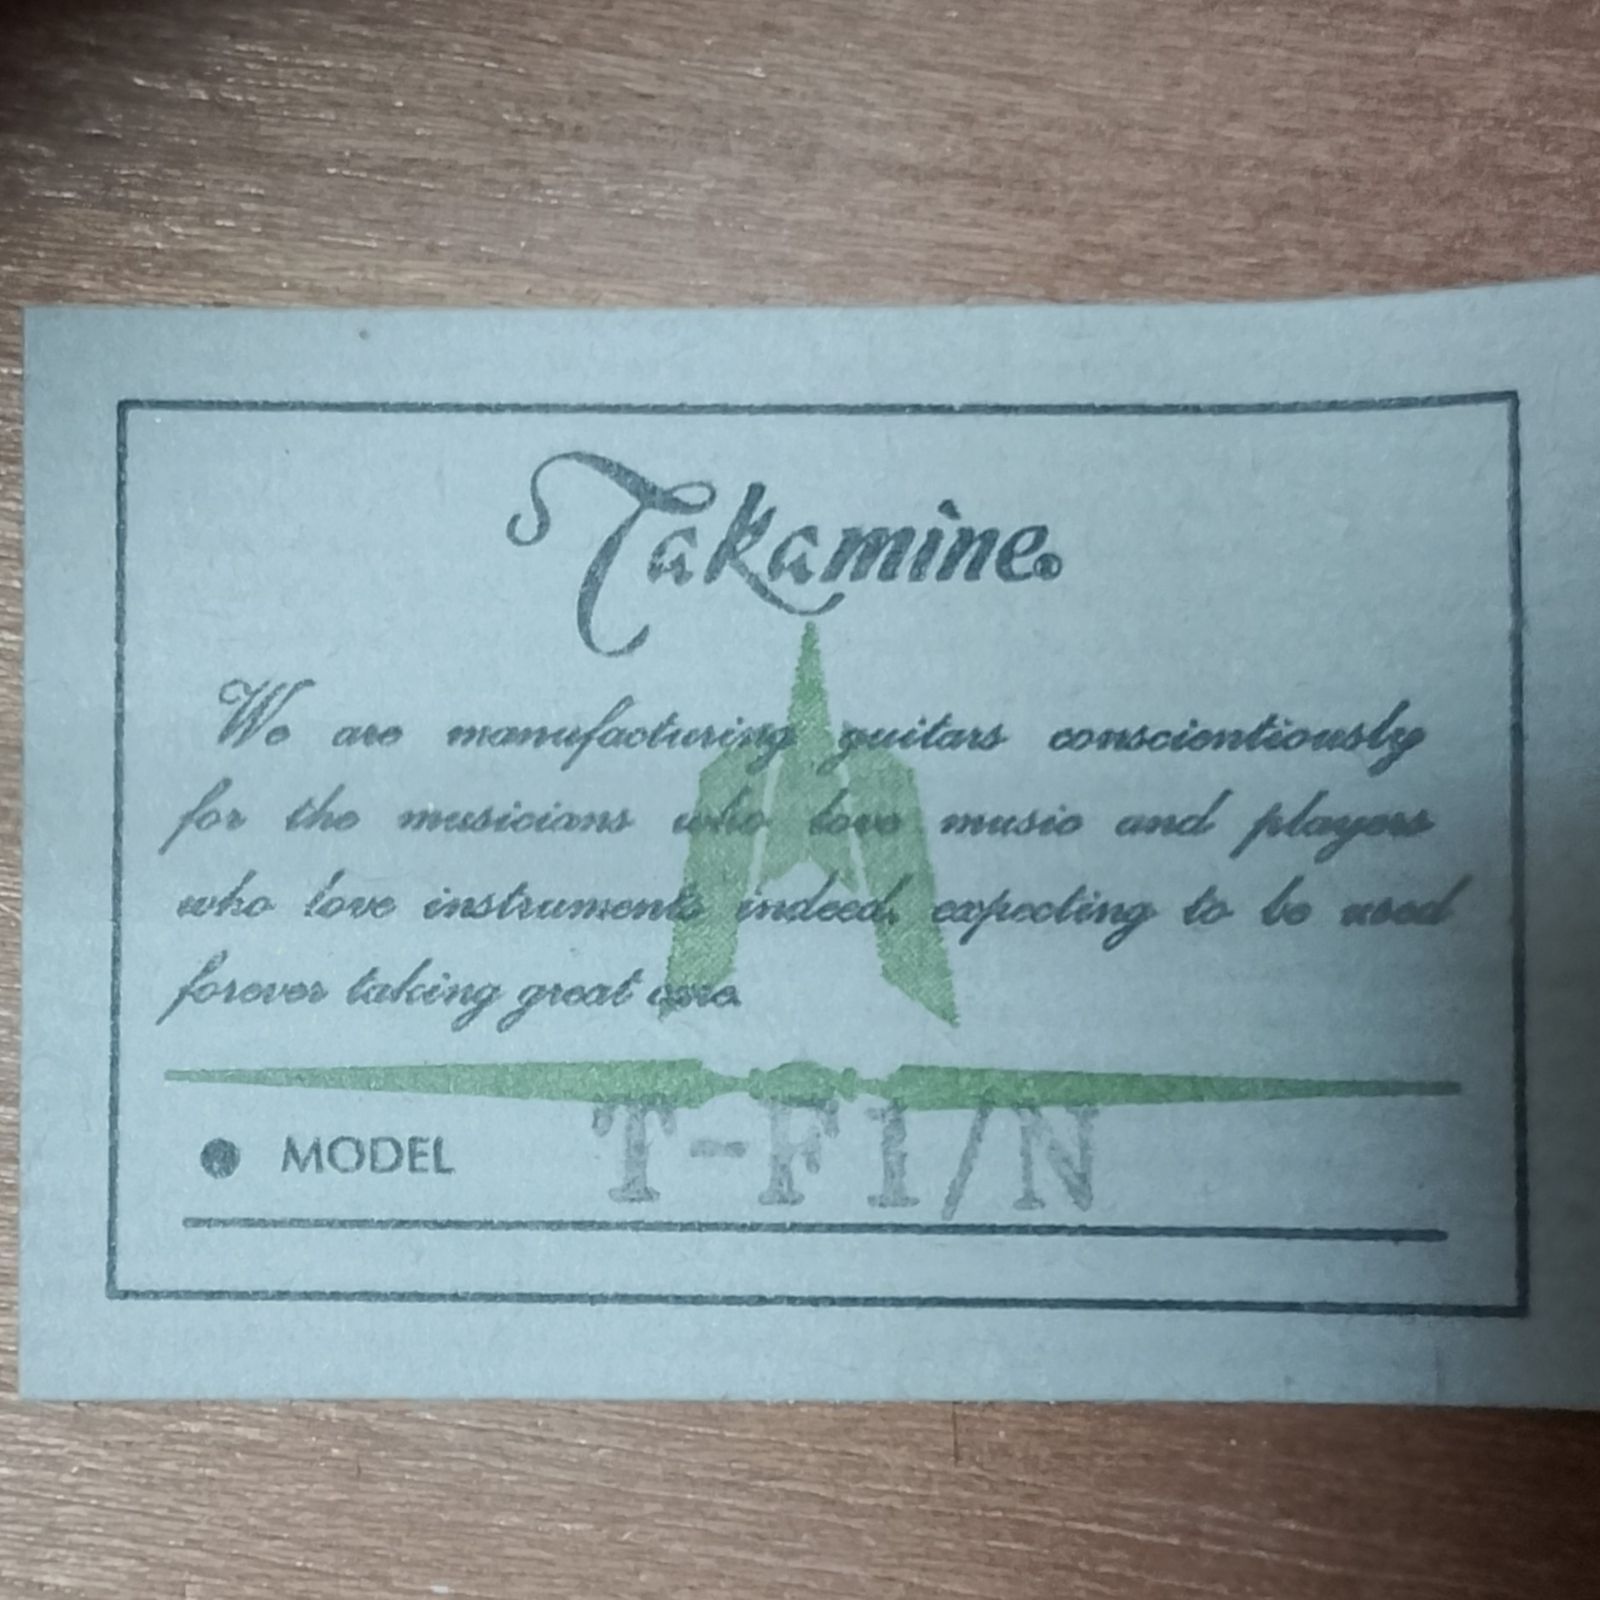 Takamine®
We are manufacturing guitars conscientiously
for the musicians who love music and players
who love instruments indeed, expecting to be used
forever taking great care.
● MODEL T-F1/N